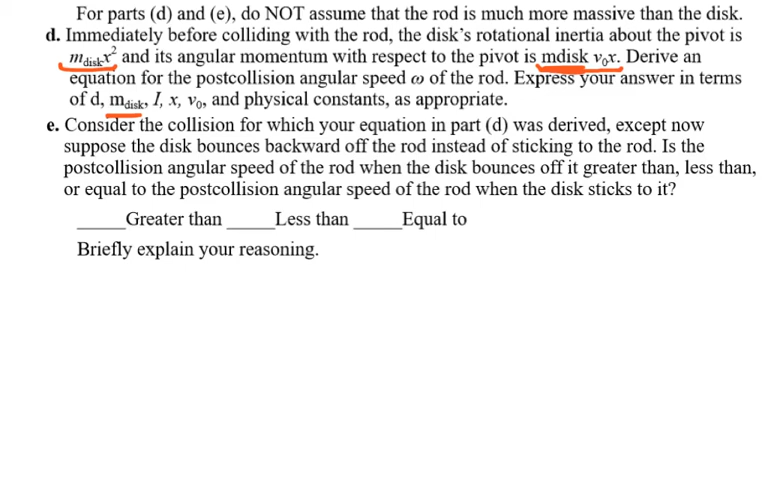 For parts (d) and (e), do NOT assume that the rod is much more massive than the disk.
d. Immediately before colliding with the rod, the disk's rotational inertia about the pivot is
m_disk x² and its angular momentum with respect to the pivot is mdisk v₀x. Derive an
equation for the postcollision angular speed ω of the rod. Express your answer in terms
of d, m_disk, I, x, v₀, and physical constants, as appropriate.
e. Consider the collision for which your equation in part (d) was derived, except now
suppose the disk bounces backward off the rod instead of sticking to the rod. Is the
postcollision angular speed of the rod when the disk bounces off it greater than, less than,
or equal to the postcollision angular speed of the rod when the disk sticks to it?
_____Greater than _____Less than _____Equal to
Briefly explain your reasoning.